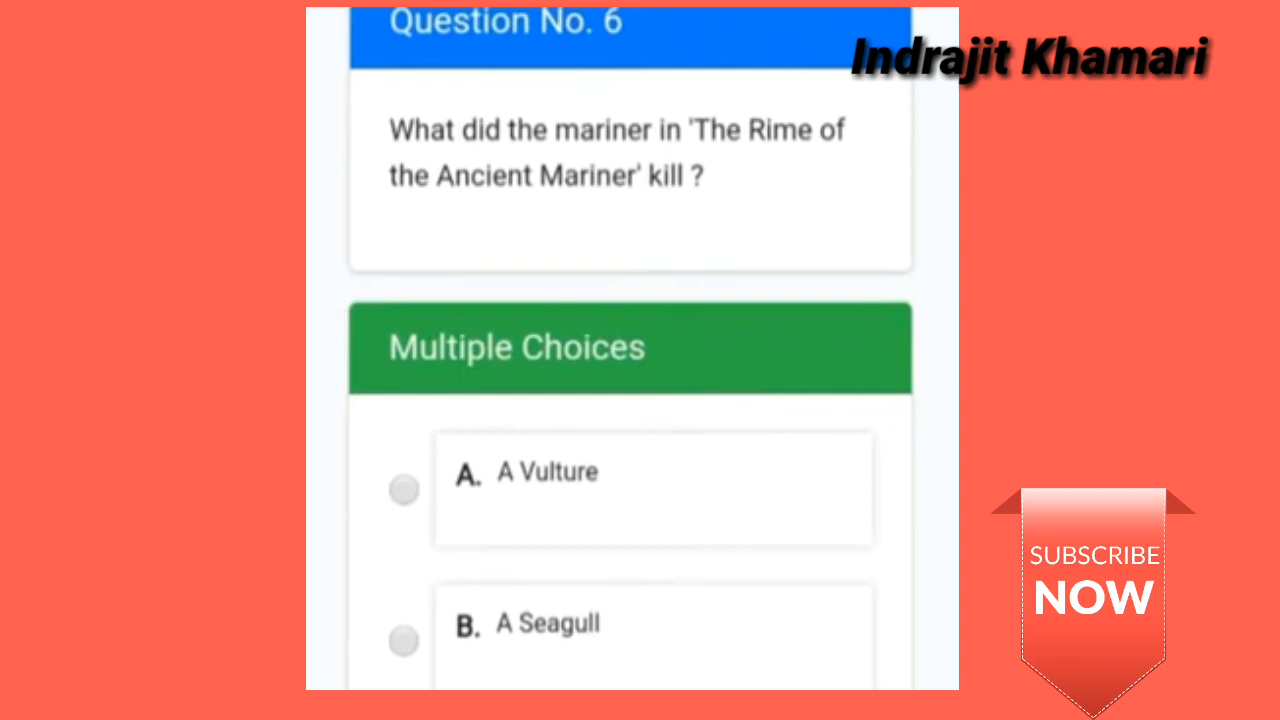 Question No. 6
Indrajit Khamari
What did the mariner in 'The Rime of
the Ancient Mariner' kill ?
Multiple Choices
A. A Vulture
B. A Seagull
SUBSCRIBE
NOW